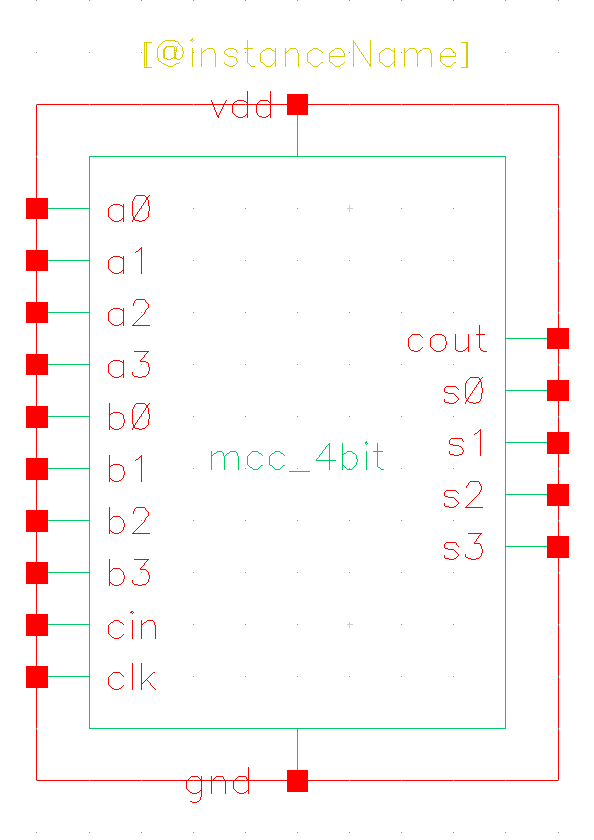 [@instanceName]
vdd
a0
a1
a2
a3
cout
b0
s0
b1
mcc_4bit
s1
b2
s2
b3
s3
cin
clk
gnd